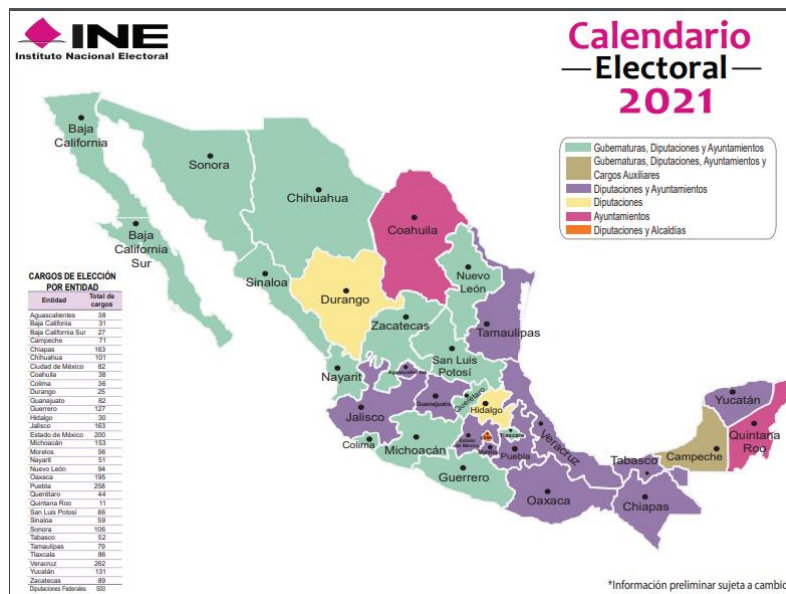 INE
Instituto Nacional Electoral
Calendario
Electoral
2021
Gubernaturas, Diputaciones y Ayuntamientos
Gubernaturas, Diputaciones, Ayuntamientos y
Cargos Auxiliares
Diputaciones y Ayuntamientos
Diputaciones
Ayuntamientos
Diputaciones y Alcaldías
Baja
California
Sonora
Chihuahua
Coahuila
Baja
California
Sur
Sinaloa
Nuevo
León
Durango
Zacatecas
Tamaulipas
San Luis
Potosí
Nayarit
Aguascalientes
Guanajuato
Querétaro
Hidalgo
Jalisco
Yucatán
Quintana
Roo
Colima
Michoacán
Tlaxcala
Puebla
Veracruz
Tabasco
Campeche
Guerrero
Oaxaca
Chiapas
CARGOS DE ELECCIÓN
POR ENTIDAD
Entidad Total de
cargos
Aguascalientes 38
Baja Califonia 31
Baja California Sur 27
Campeche 71
Chiapas 163
Chihuahua 101
Ciudad de México 82
Coahuila 38
Colima 36
Durango 25
Guanajuato 82
Guerrero 127
Hidalgo 30
Jalisco 163
Estado de México 200
Michoacán 153
Morelos 56
Nayarit 51
Nuevo León 94
Oaxaca 195
Puebla 258
Querétaro 44
Quintana Roo 11
San Luis Potosí 86
Sinaloa 59
Sonora 106
Tabasco 52
Tamaulipas 79
Tlaxcala 86
Veracruz 262
Yucatán 131
Zacatecas 89
Diputaciones Federales 500
*Información preliminar sujeta a cambio